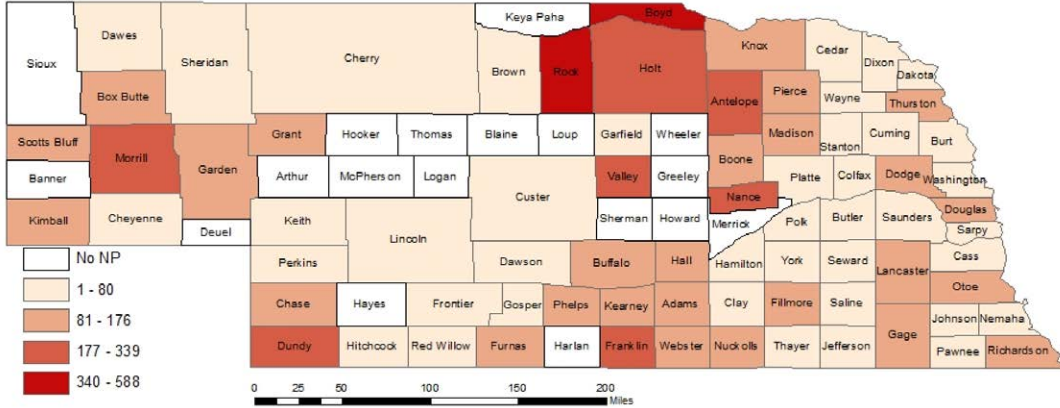 Keya Paha Boyd
Dawes Knox Cedar
Sioux Sheridan Cherry Brown Rock Holt Dixon
Dakota
Box Butte Antelope Pierce Wayne Thurston
Scotts Bluff Morrill Grant Hooker Thomas Blaine Loup Garfield Wheeler Madison Stanton Cuming Burt
Garden Boone
Banner Arthur McPherson Logan Custer Valley Greeley Platte Colfax Dodge Washington
Nance
Kimball Cheyenne Keith Sherman Howard Merrick Polk Butler Saunders Douglas
Deuel Lincoln Sarpy
No NP Perkins Dawson Buffalo Hall Hamilton York Seward Cass
1 - 80 Lancaster
81 - 176 Chase Hayes Frontier Gosper Phelps Kearney Adams Clay Fillmore Saline Otoe
Johnson Nemaha
177 - 339 Dundy Hitchcock Red Willow Furnas Harlan Franklin Webster Nuckolls Thayer Jefferson Gage Pawnee Richardson
340 - 588
0 25 50 100 150 200
Miles